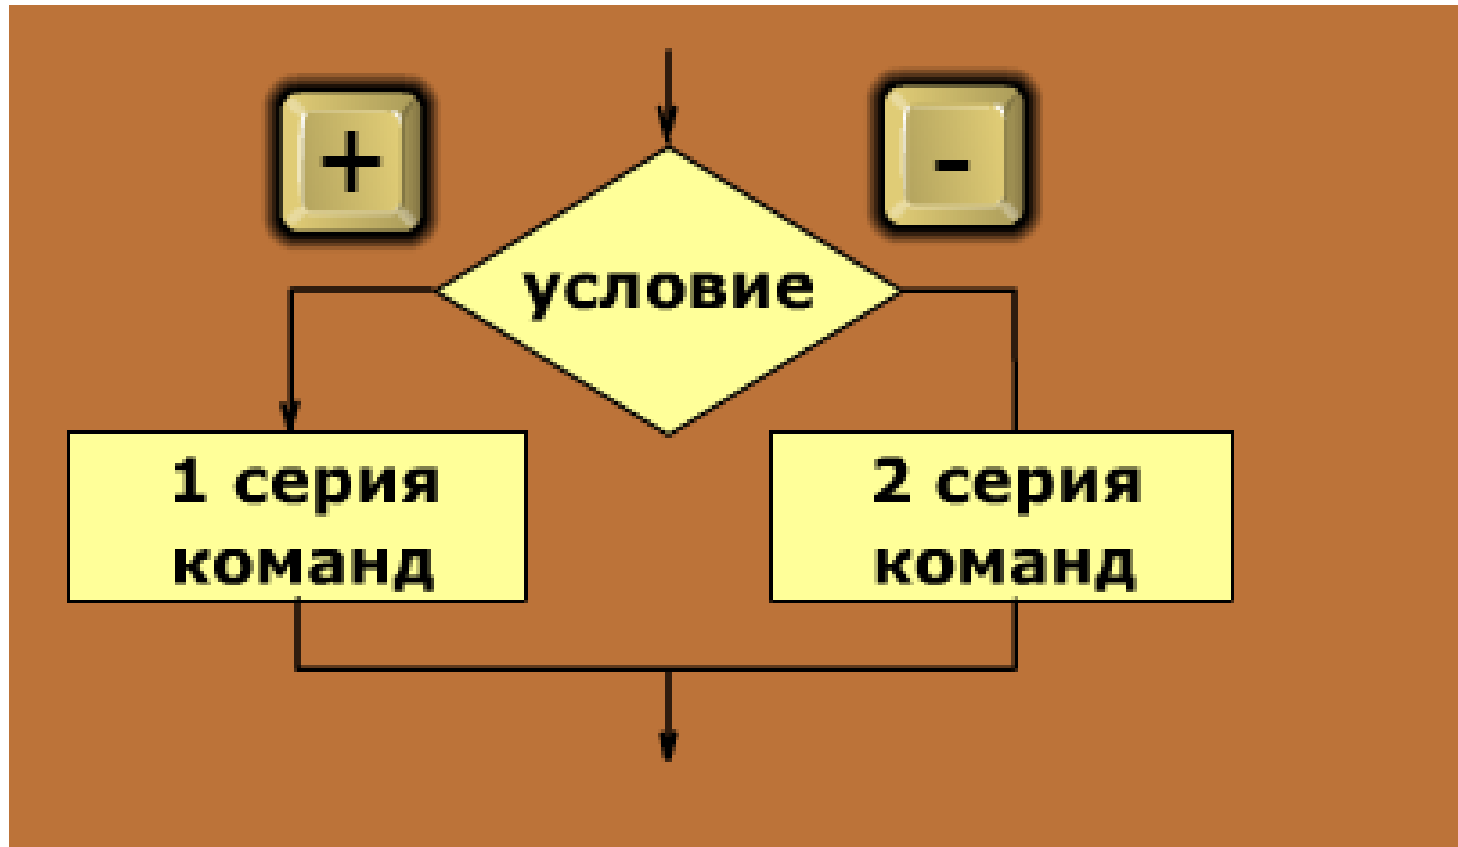 +
-
условие
1 серия
команд
2 серия
команд